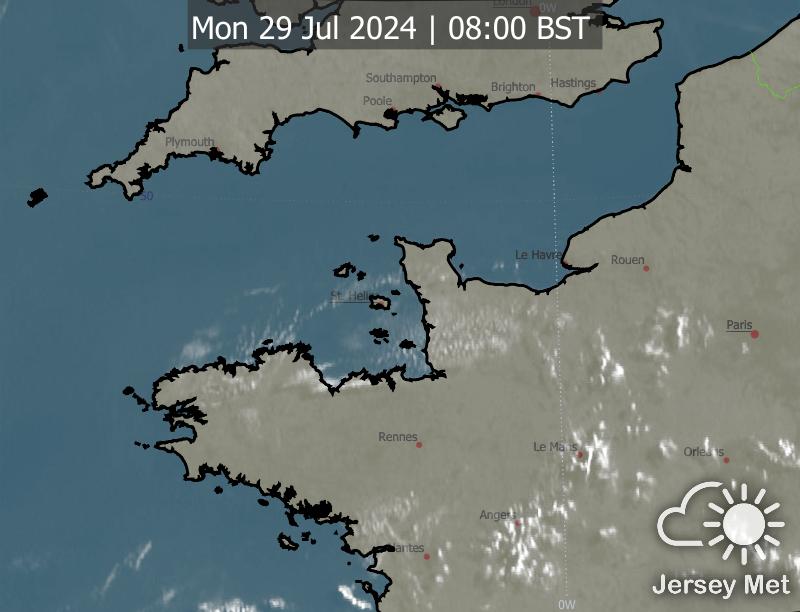 London
0W
Mon 29 Jul 2024 | 08:00 BST
Southampton
Brighton
Hastings
Poole
Plymouth
50
Le Havre
Rouen
St. Helier
Paris
Rennes
Le Mans
Orleans
Angers
Nantes
0W
Jersey Met